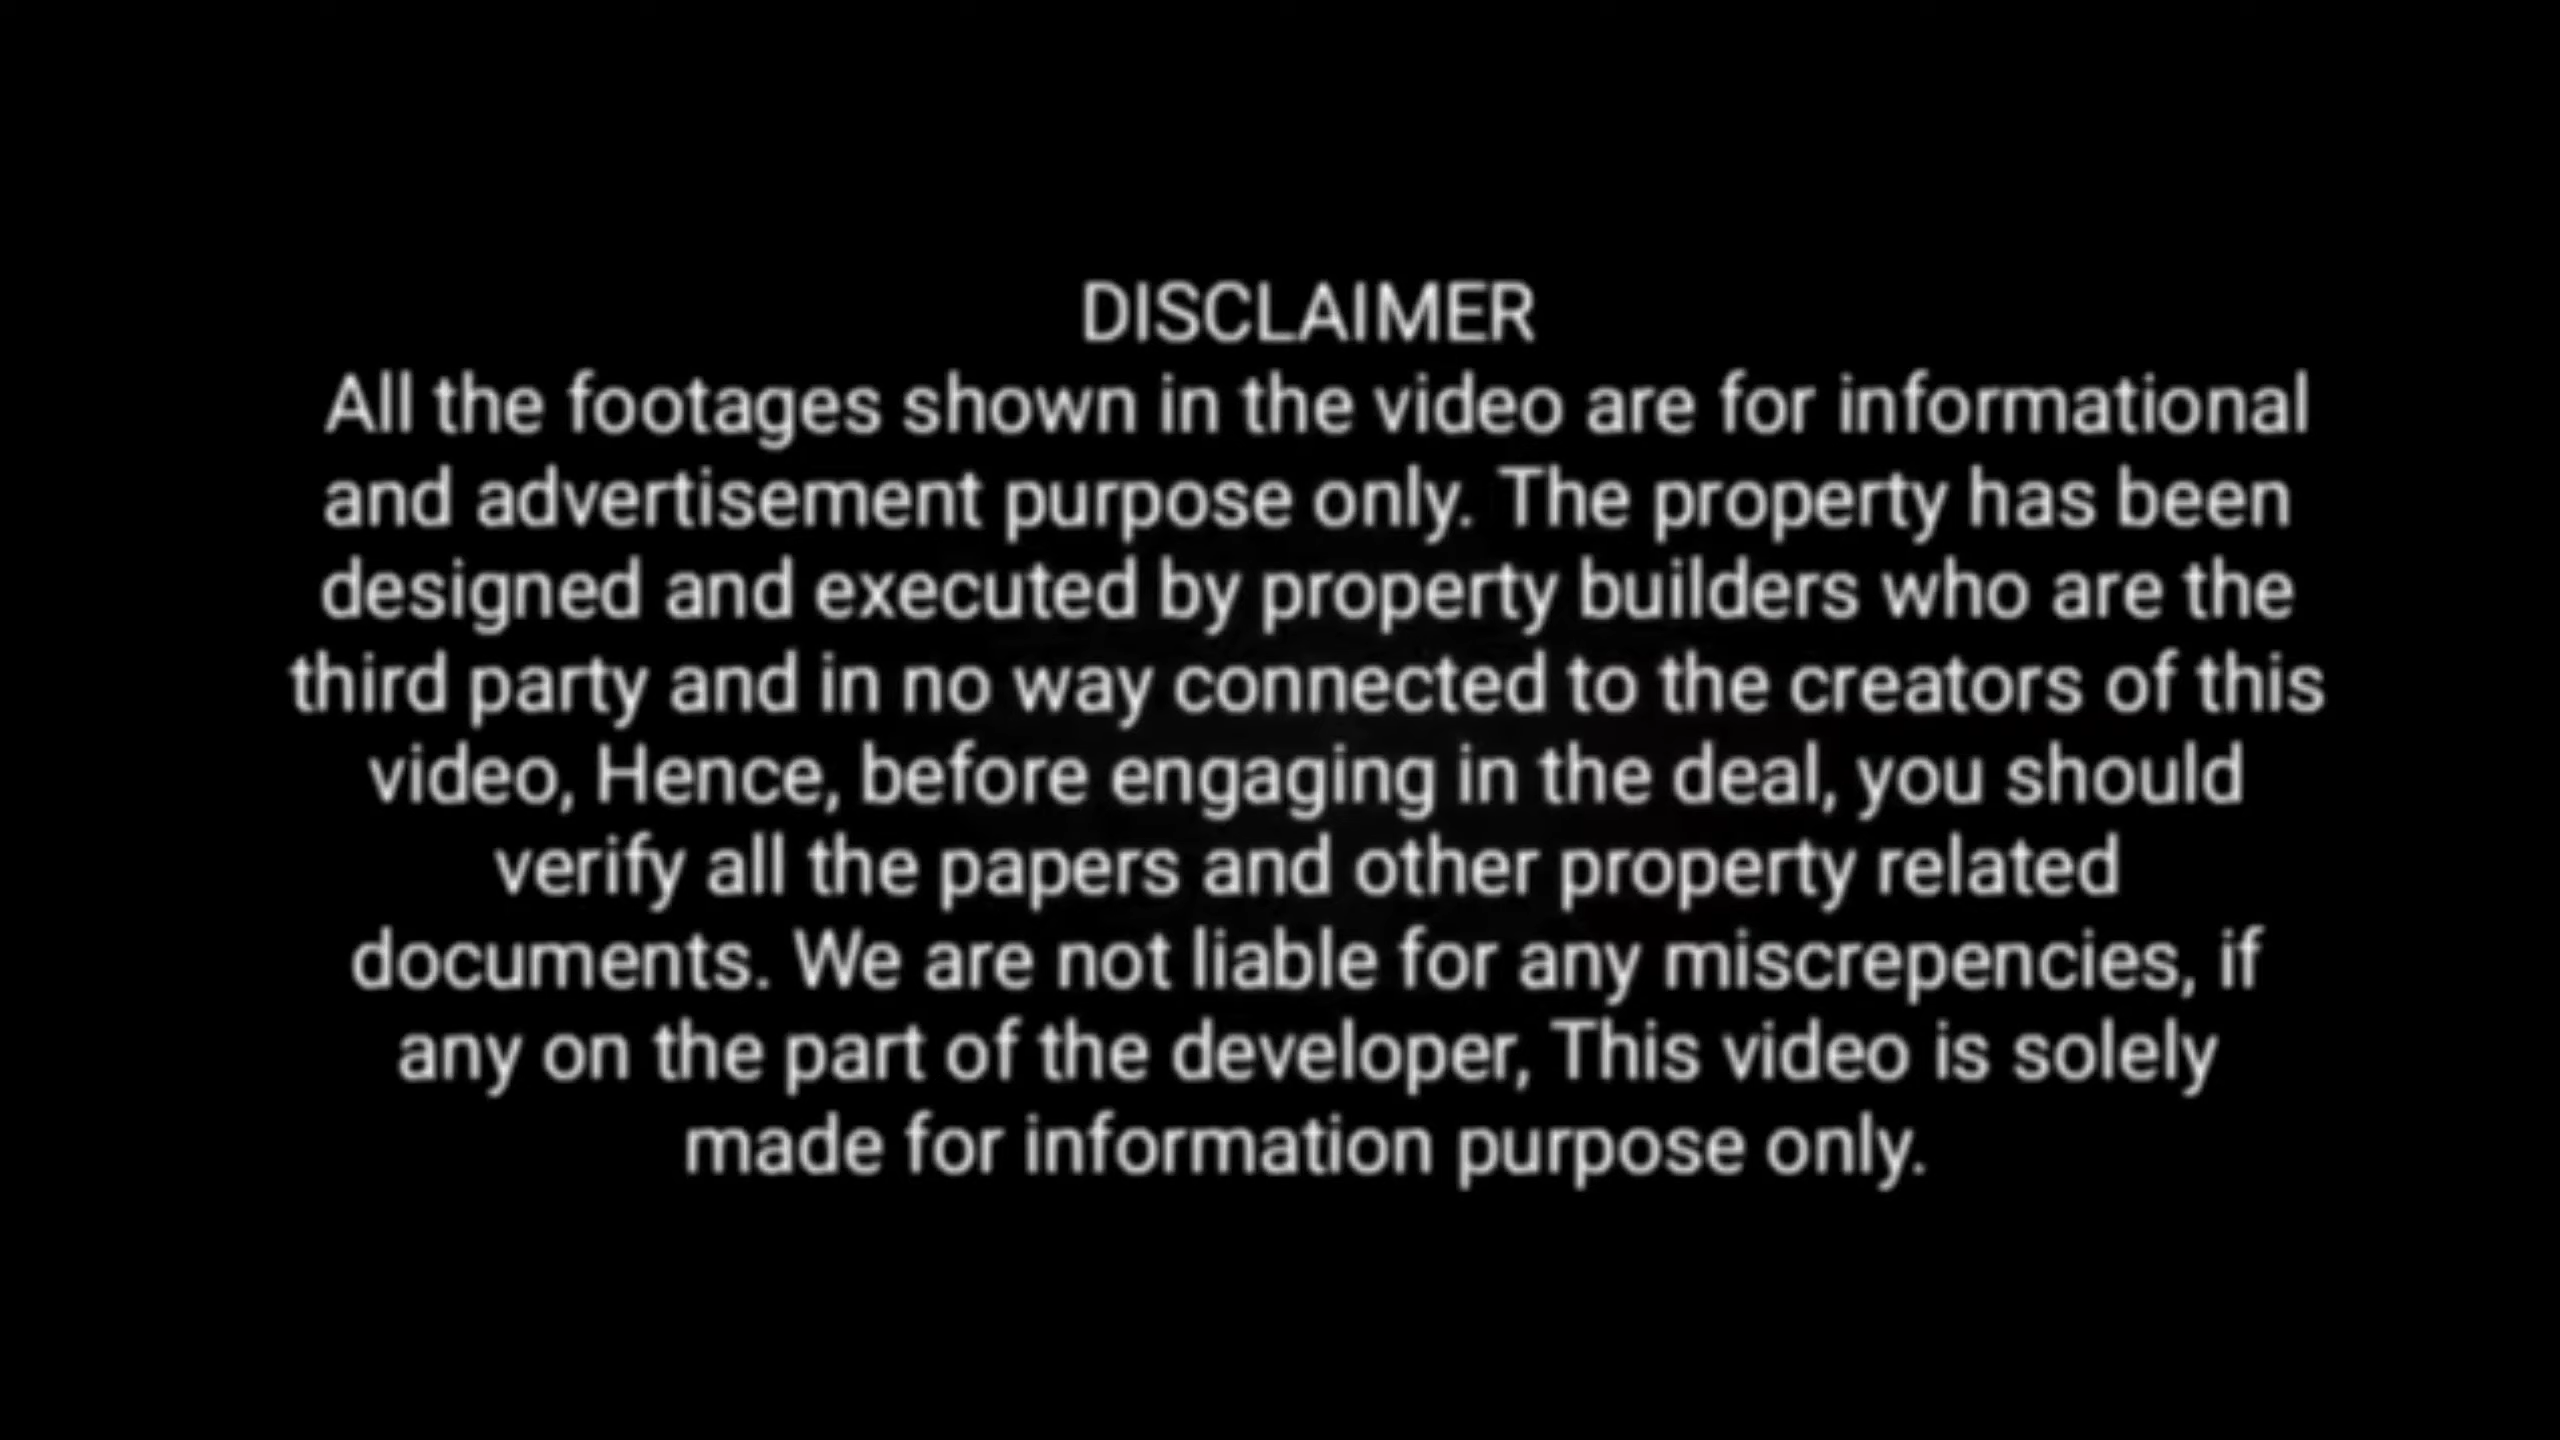 DISCLAIMER
All the footages shown in the video are for informational
and advertisement purpose only. The property has been
designed and executed by property builders who are the
third party and in no way connected to the creators of this
video, Hence, before engaging in the deal, you should
verify all the papers and other property related
documents. We are not liable for any miscrepencies, if
any on the part of the developer, This video is solely
made for information purpose only.